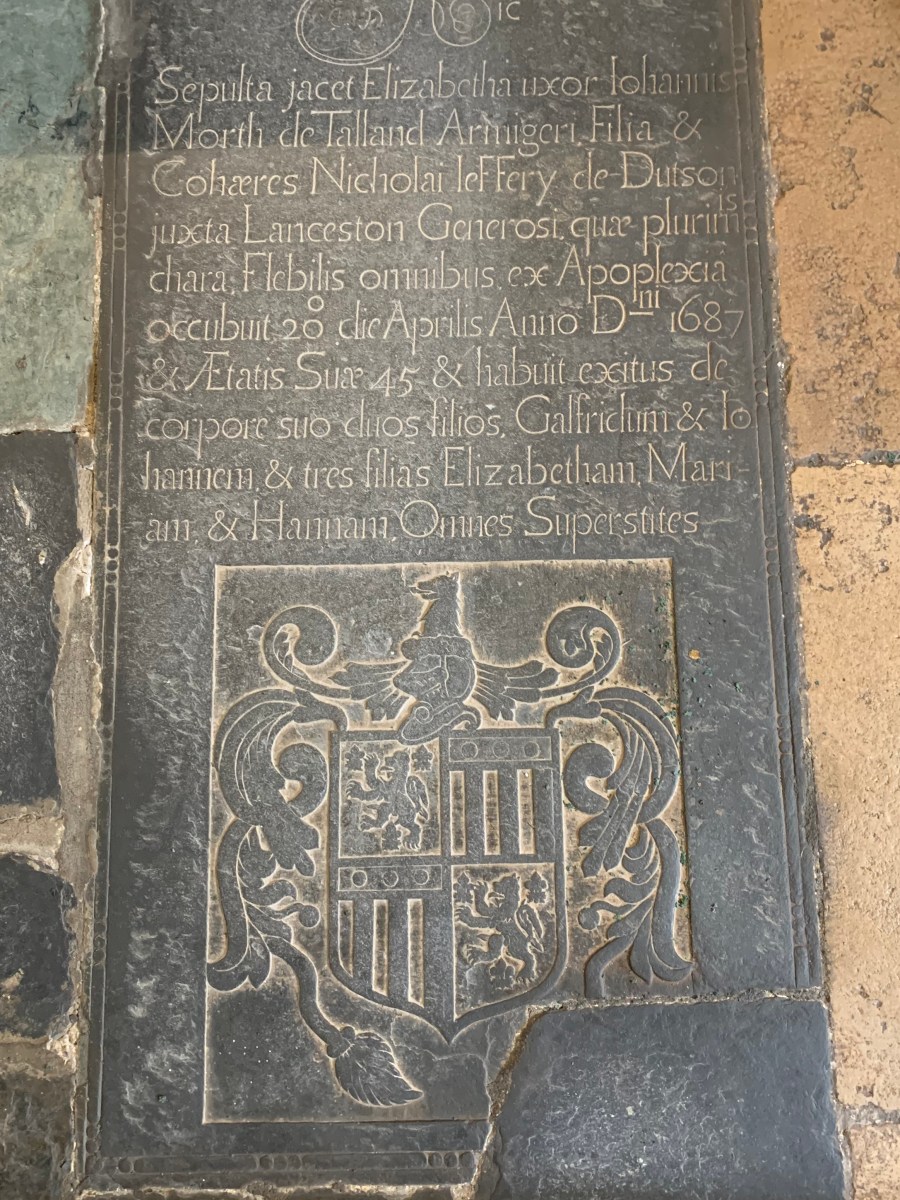 Hic
Sepulta jacet Elizabetha uxor Iohannis
Morth de Talland Armigeri, Filia &
Cohæres Nicholai IefFery de Dutson
juxta Lanceston Generosi, quæ plurimis
chara, Flebilis omnibus, ex Apoplexia
occubuit, 28 die Aprilis Anno Dni 1687
& Ætatis Suæ 45 & habuit exitus de
corpore suo duos filios, Galfridum & Io
hannem, & tres filias Elizabetham, Mari-
am, & Hannam, Omnes Superstites